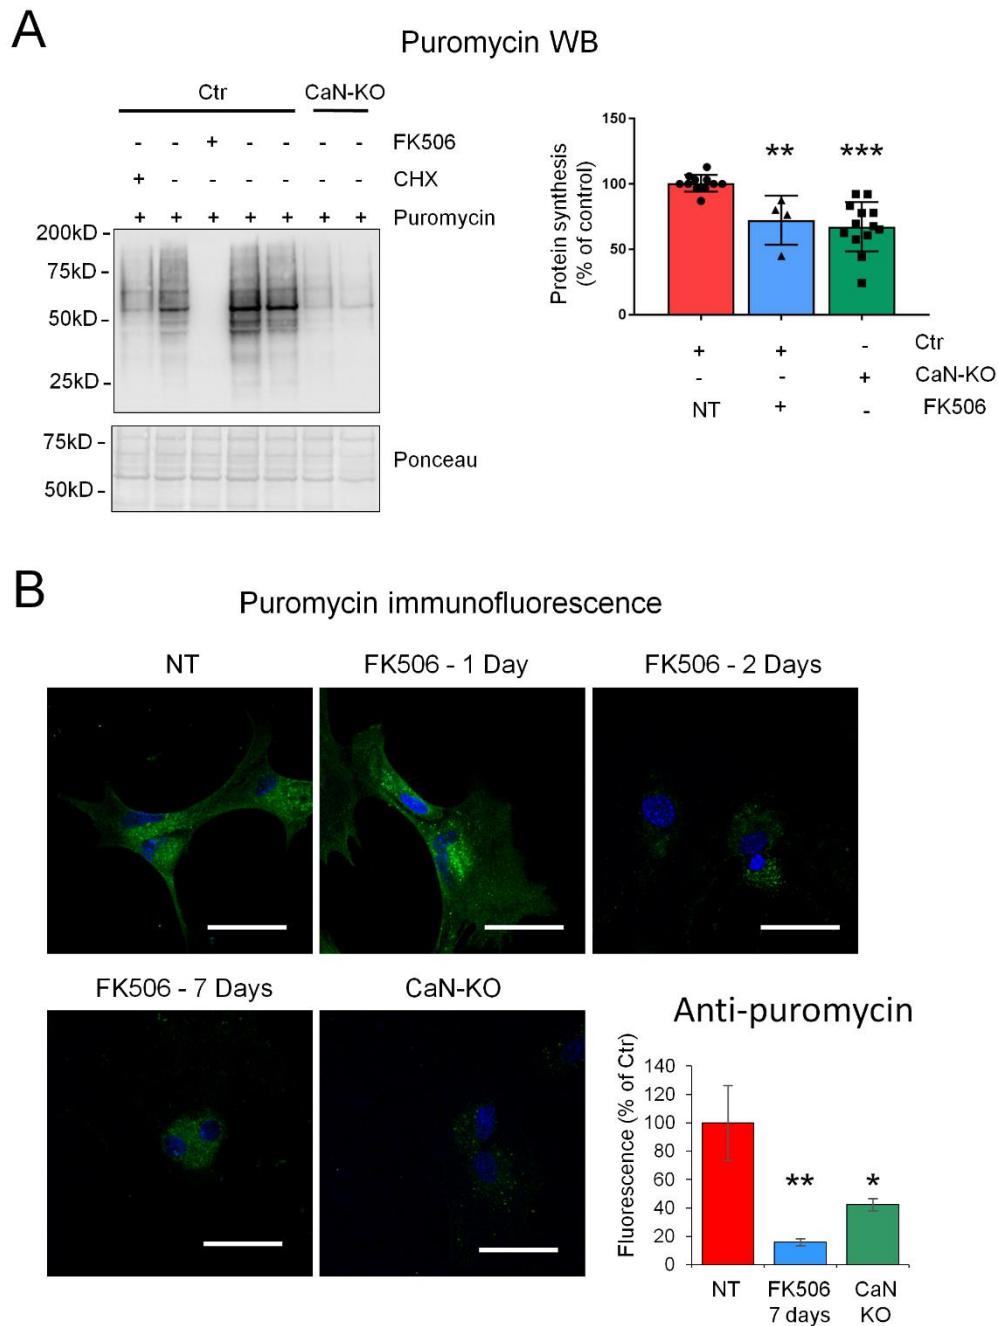 A
Puromycin WB
Ctr CaN-KO
- - + - - - - FK506
+ - - - - - - CHX
+ + + + + + + Puromycin
200kD -
75kD -
50kD -
25kD -
75kD -
50kD -
Ponceau
Protein synthesis
(% of control)
150
100
50
0
** ***
+ + - Ctr
- - + CaN-KO
NT + - FK506
B
Puromycin immunofluorescence
NT
FK506 - 1 Day
FK506 - 2 Days
FK506 - 7 Days
CaN-KO
Anti-puromycin
Fluorescence (% of Ctr)
140
120
100
80
60
40
20
0
** *
NT FK506 CaN
7 days KO